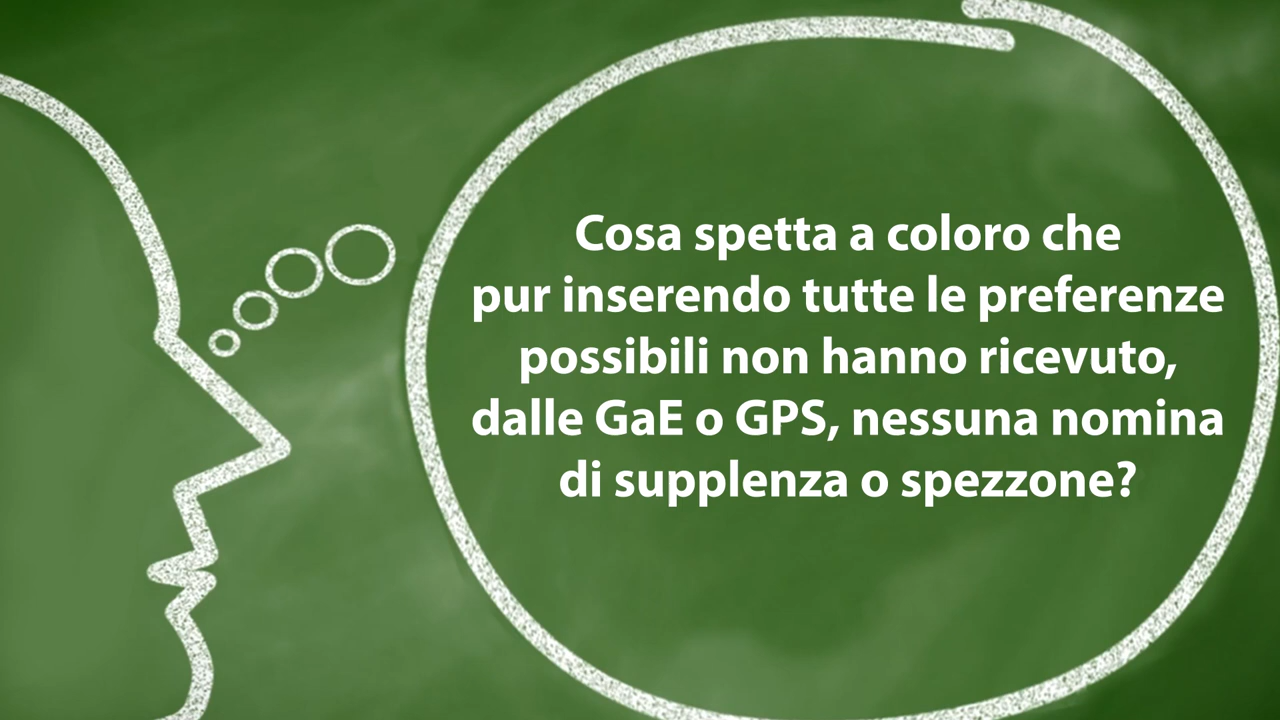 Cosa spetta a coloro che
pur inserendo tutte le preferenze
possibili non hanno ricevuto,
dalle GaE o GPS, nessuna nomina
di supplenza o spezzone?